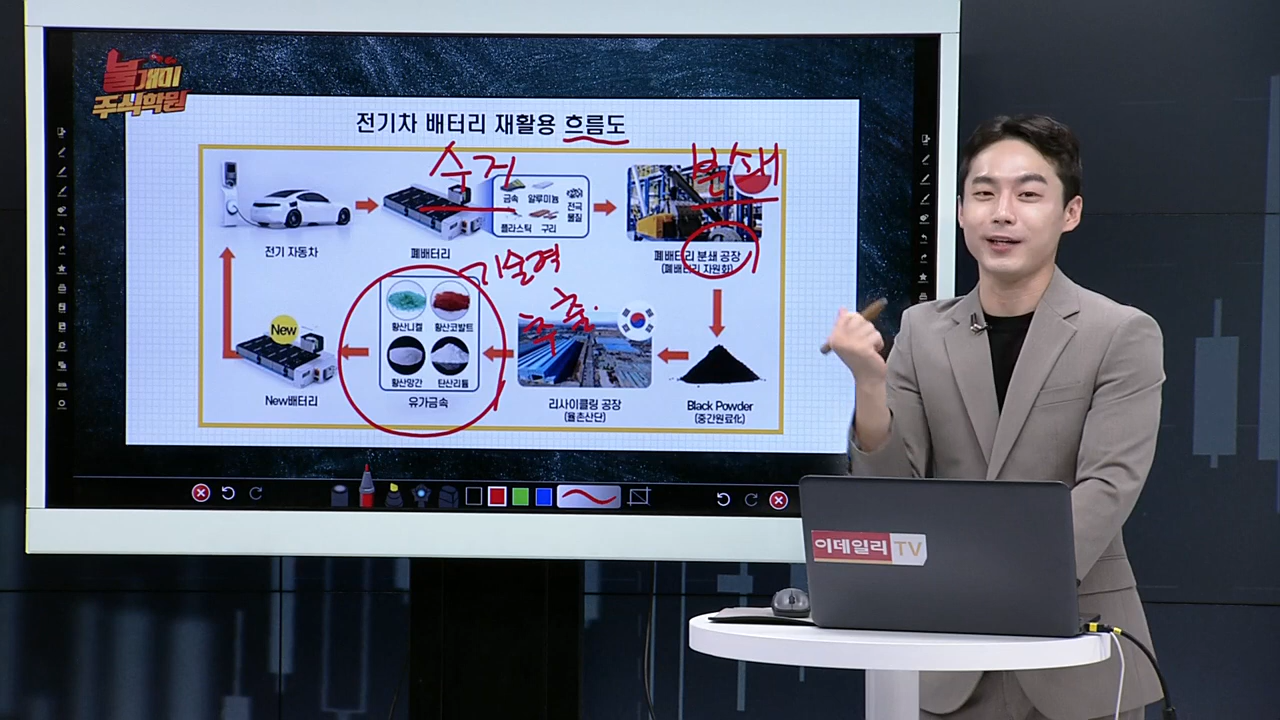 불개미
주식학원
전기차 배터리 재활용 흐름도
수거
분쇄
금속 알루미늄
전극
물질
플라스틱 구리
전기 자동차
폐배터리
폐배터리 분쇄 공장
(폐배터리 자원화)
기술력
추출
New
황산니켈 황산코발트
황산망간 탄산리튬
New배터리
유가금속
리사이클링 공장
(율촌산단)
Black Powder
(중간원료化)
이데일리 TV